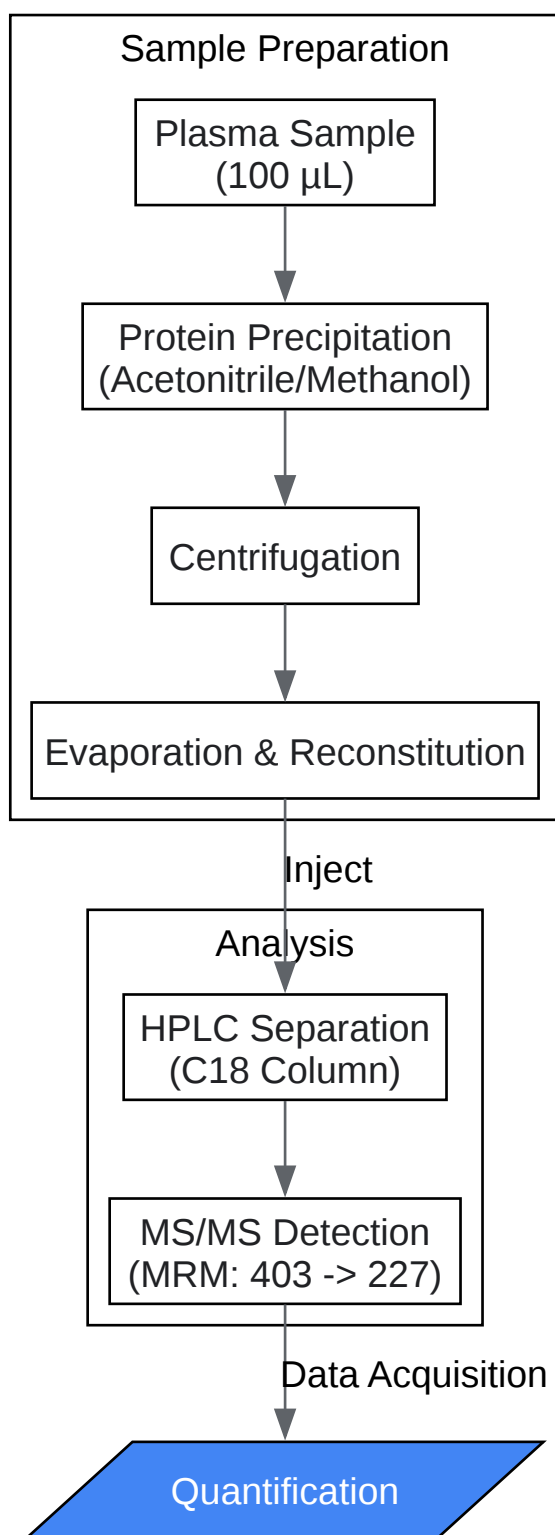 Sample Preparation
Plasma Sample
(100 µL)
Protein Precipitation
(Acetonitrile/Methanol)
Centrifugation
Evaporation & Reconstitution
Inject
Analysis
HPLC Separation
(C18 Column)
MS/MS Detection
(MRM: 403 -> 227)
Data Acquisition
Quantification